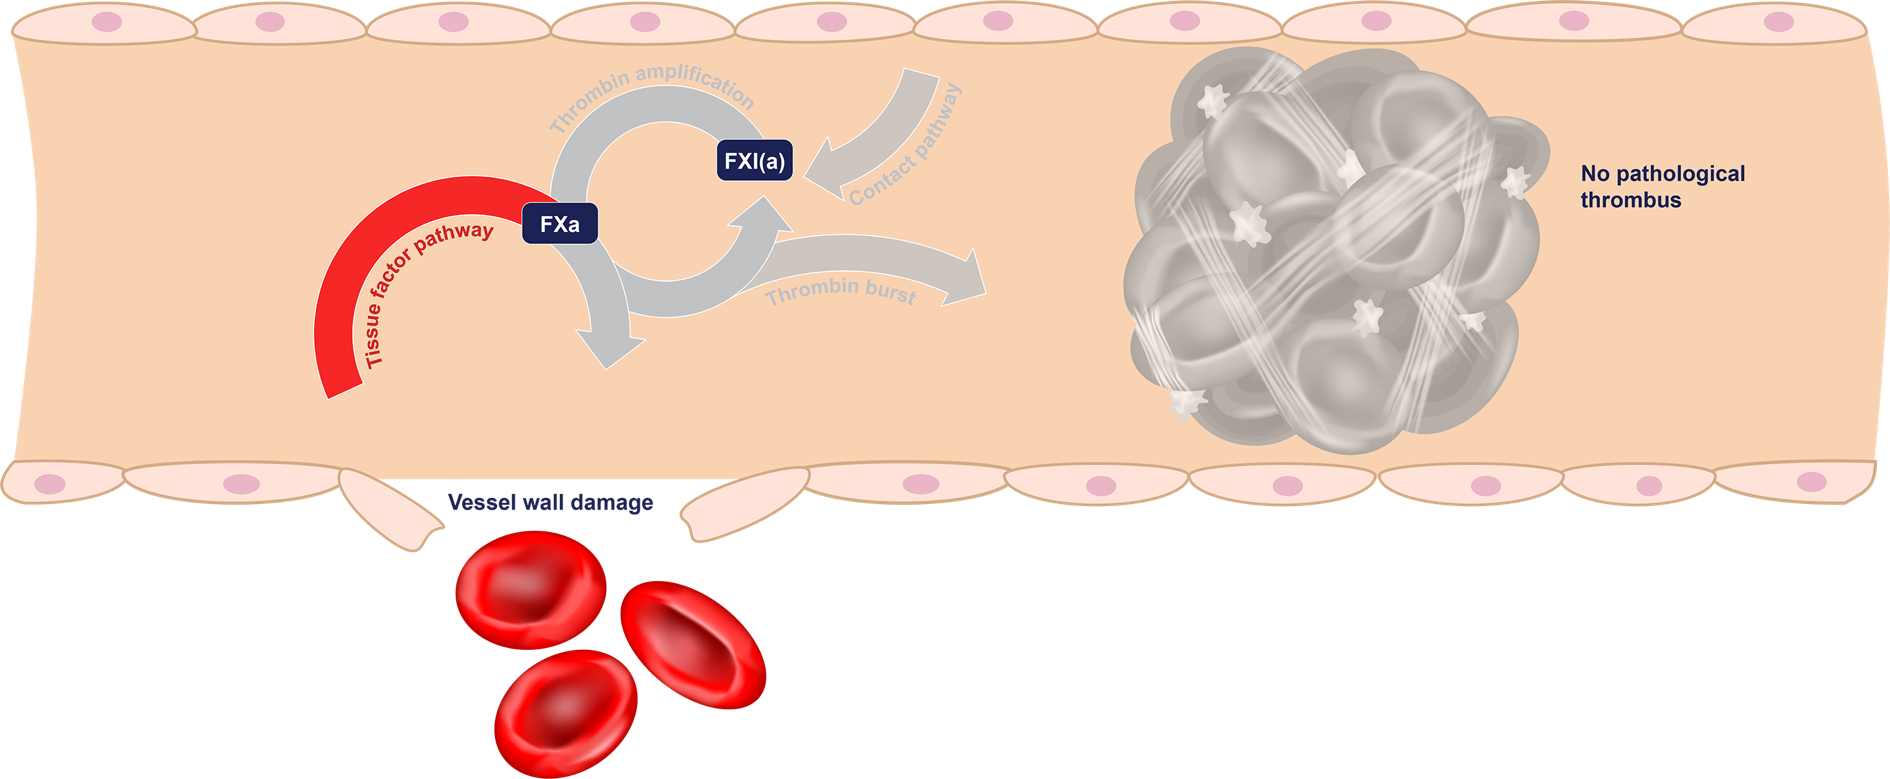 Thrombin amplification
FXI(a)
Contact pathway
FXa
Tissue factor pathway
Thrombin burst
No pathological
thrombus
Vessel wall damage